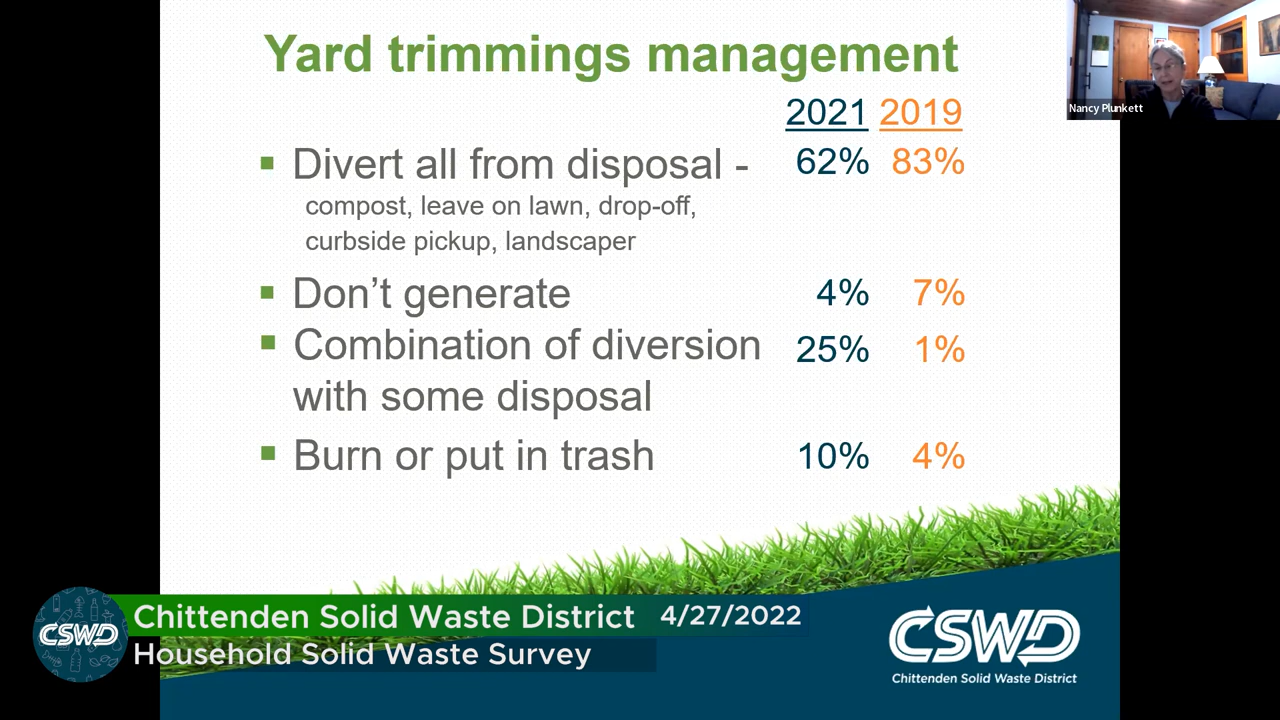 Yard trimmings management
Nancy Plunkett
2021 2019
▪ Divert all from disposal - 62% 83%
compost, leave on lawn, drop-off,
curbside pickup, landscaper
▪ Don’t generate 4% 7%
▪ Combination of diversion 25% 1%
with some disposal
▪ Burn or put in trash 10% 4%
CSWD
Chittenden Solid Waste District 4/27/2022
Household Solid Waste Survey
CSWD
Chittenden Solid Waste District